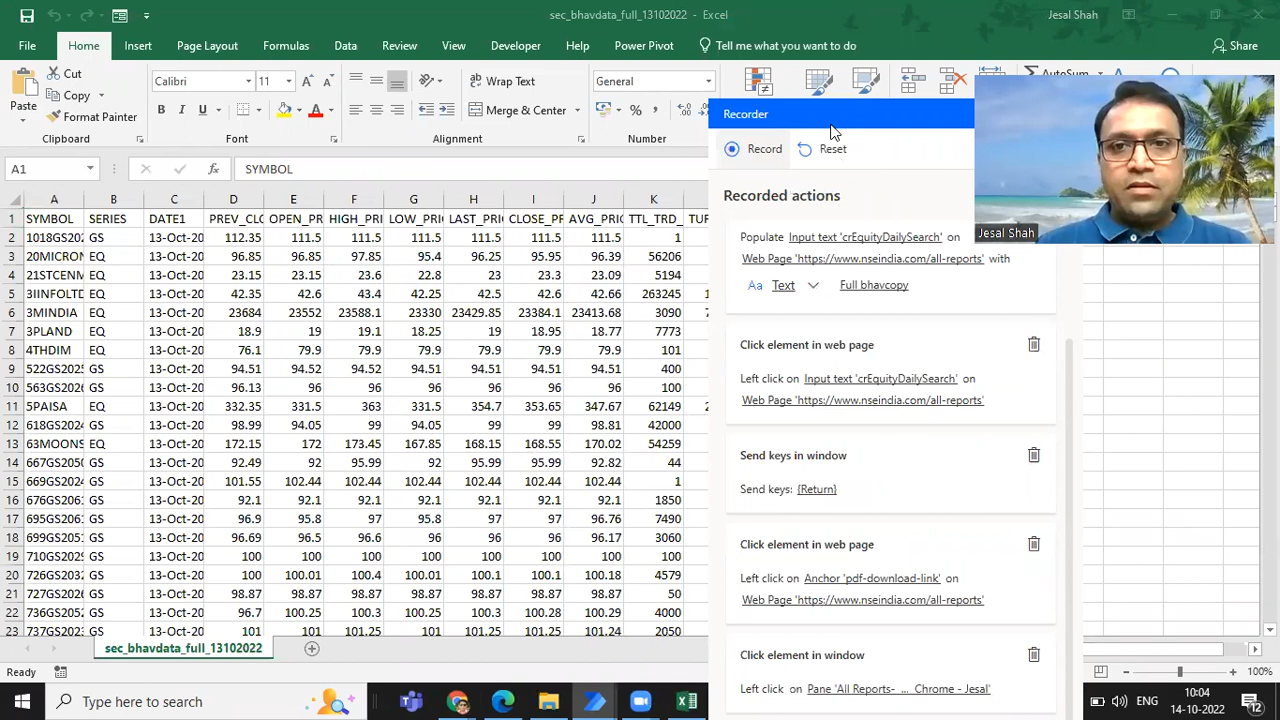 sec_bhavdata_full_13102022 - Excel
Jesal Shah
File Home Insert Page Layout Formulas Data Review View Developer Help Power Pivot Tell me what you want to do Share
Paste
Cut
Copy
Format Painter
Clipboard
Calibri 11
B I U
Font
Wrap Text
Merge & Center
Alignment
General
Number
AutoSum
A1 SYMBOL
A B C D E F G H I J K
1 SYMBOL SERIES DATE1 PREV_CLO OPEN_PR HIGH_PRI LOW_PRIC LAST_PRIC CLOSE_PR AVG_PRIC TTL_TRD_ TUR
2 1018GS202 GS 13-Oct-20 112.35 111.5 111.5 111.5 111.5 111.5 111.5 1
3 20MICRON EQ 13-Oct-20 96.85 96.85 97.85 95.4 96.25 95.95 96.39 56206
4 21STCENM EQ 13-Oct-20 23.15 23.15 23.6 22.8 23 23.3 23.09 5194
5 3IINFOLTD EQ 13-Oct-20 42.35 42.6 43.4 42.25 42.5 42.6 42.66 263245
6 3MINDIA EQ 13-Oct-20 23684 23552 23588.1 23330 23429.85 23384.1 23413.68 3090
7 3PLAND EQ 13-Oct-20 18.9 19 19.1 18.25 19 18.95 18.77 7773
8 4THDIM EQ 13-Oct-20 76.1 79.9 79.9 79.9 79.9 79.9 79.9 101
9 522GS2025 GS 13-Oct-20 94.51 94.52 94.52 94.51 94.51 94.51 94.51 400
10 563GS2026 GS 13-Oct-20 96.13 96 96 96 96 96 96 100
11 5PAISA EQ 13-Oct-20 332.35 331.5 363 331.5 354.7 353.65 347.67 62149
12 618GS2024 GS 13-Oct-20 98.94 94.05 99 94.05 99 99 98.81 42000
13 63MOONS EQ 13-Oct-20 172.15 172 173.45 167.85 168.15 168.55 170.02 54259
14 667GS2050 GS 13-Oct-20 92.49 92 95.99 92 95.99 95.99 92.82 44
15 669GS2024 GS 13-Oct-20 101.55 102.44 102.44 102.44 102.44 102.44 102.44 1
16 676GS2061 GS 13-Oct-20 92.1 92.1 92.1 92.1 92.1 92.1 92.1 1850
17 695GS2061 GS 13-Oct-20 96.9 95.8 97 95.8 97 97 96.76 7490
18 699GS2051 GS 13-Oct-20 96.69 96.5 96.6 96 96 96 96.17 3060
19 710GS2029 GS 13-Oct-20 100 100 100 100 100 100 100 100
20 726GS2032 GS 13-Oct-20 100 100.01 100.4 100.01 100.1 100.1 100.18 4579
21 727GS2026 GS 13-Oct-20 98.87 98.87 98.87 98.87 98.87 98.87 98.87 50
22 736GS2052 GS 13-Oct-20 96.7 100.25 100.3 100.25 100.3 100.28 100.29 4000
23 737GS2023 GS 13-Oct-20 101 101 101.25 101 101.25 101.25 101.24 2050
sec_bhavdata_full_13102022
Ready
100%
Recorder
Record Reset
Recorded actions
Populate Input text 'crEquityDailySearch' on
Web Page 'https://www.nseindia.com/all-reports' with
Aa Text Full bhavcopy
Click element in web page
Left click on Input text 'crEquityDailySearch' on
Web Page 'https://www.nseindia.com/all-reports'
Send keys in window
Send keys: {Return}
Click element in web page
Left click on Anchor 'pdf-download-link' on
Web Page 'https://www.nseindia.com/all-reports'
Click element in window
Left click on Pane 'All Reports- ... Chrome - Jesal'
Jesal Shah
Type here to search
ENG
10:04
14-10-2022
12